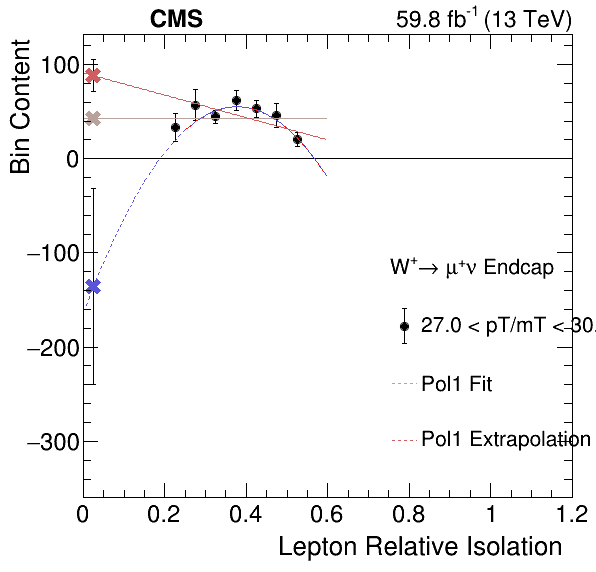 CMS 59.8 fb⁻¹ (13 TeV)
Bin Content
100
0
−100
−200
−300
W⁺→ μ⁺ν Endcap
27.0 < pT/mT < 30.
Pol1 Fit
Pol1 Extrapolation
0 0.2 0.4 0.6 0.8 1 1.2
Lepton Relative Isolation